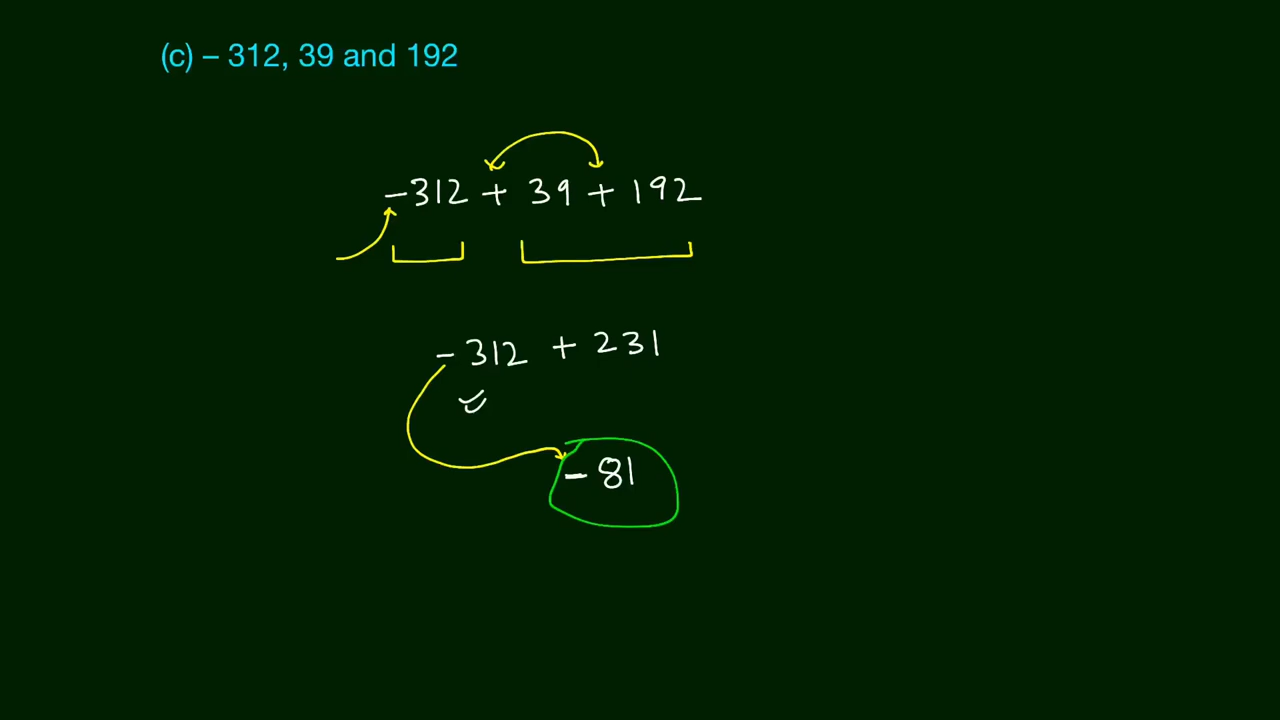 (c) – 312, 39 and 192
-312 + 39 + 192
-312 + 231
-81